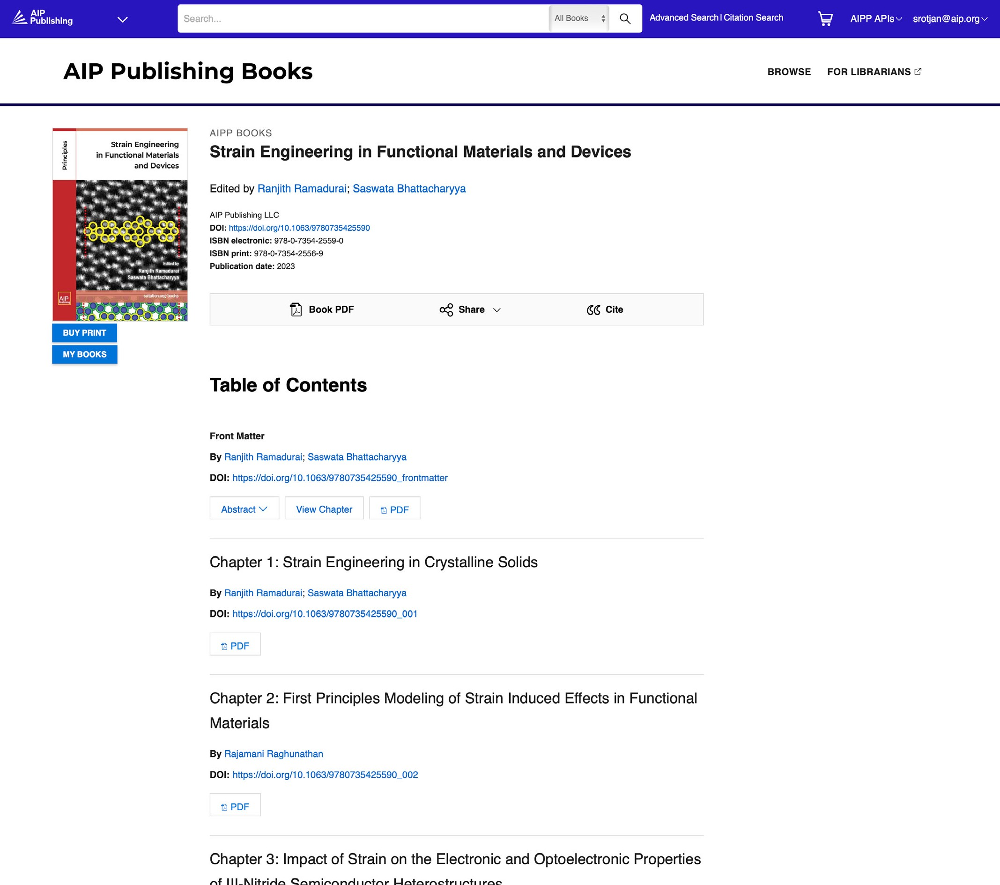 AIP
Publishing
Search...
All Books
Advanced Search | Citation Search
AIPP APIs
srotjan@aip.org
AIP Publishing Books
BROWSE
FOR LIBRARIANS
Principles
Strain Engineering
in Functional Materials
and Devices
Edited by
Ranjith Ramadurai
Saswata Bhattacharyya
scitation.org/books
AIP
Publishing
BUY PRINT
MY BOOKS
AIPP BOOKS
Strain Engineering in Functional Materials and Devices
Edited by Ranjith Ramadurai; Saswata Bhattacharyya
AIP Publishing LLC
DOI: https://doi.org/10.1063/9780735425590
ISBN electronic: 978-0-7354-2559-0
ISBN print: 978-0-7354-2556-9
Publication date: 2023
Book PDF
Share
Cite
Table of Contents
Front Matter
By Ranjith Ramadurai; Saswata Bhattacharyya
DOI: https://doi.org/10.1063/9780735425590_frontmatter
Abstract
View Chapter
PDF
Chapter 1: Strain Engineering in Crystalline Solids
By Ranjith Ramadurai; Saswata Bhattacharyya
DOI: https://doi.org/10.1063/9780735425590_001
PDF
Chapter 2: First Principles Modeling of Strain Induced Effects in Functional
Materials
By Rajamani Raghunathan
DOI: https://doi.org/10.1063/9780735425590_002
PDF
Chapter 3: Impact of Strain on the Electronic and Optoelectronic Properties
of III-Nitride Semiconductor Heterostructures